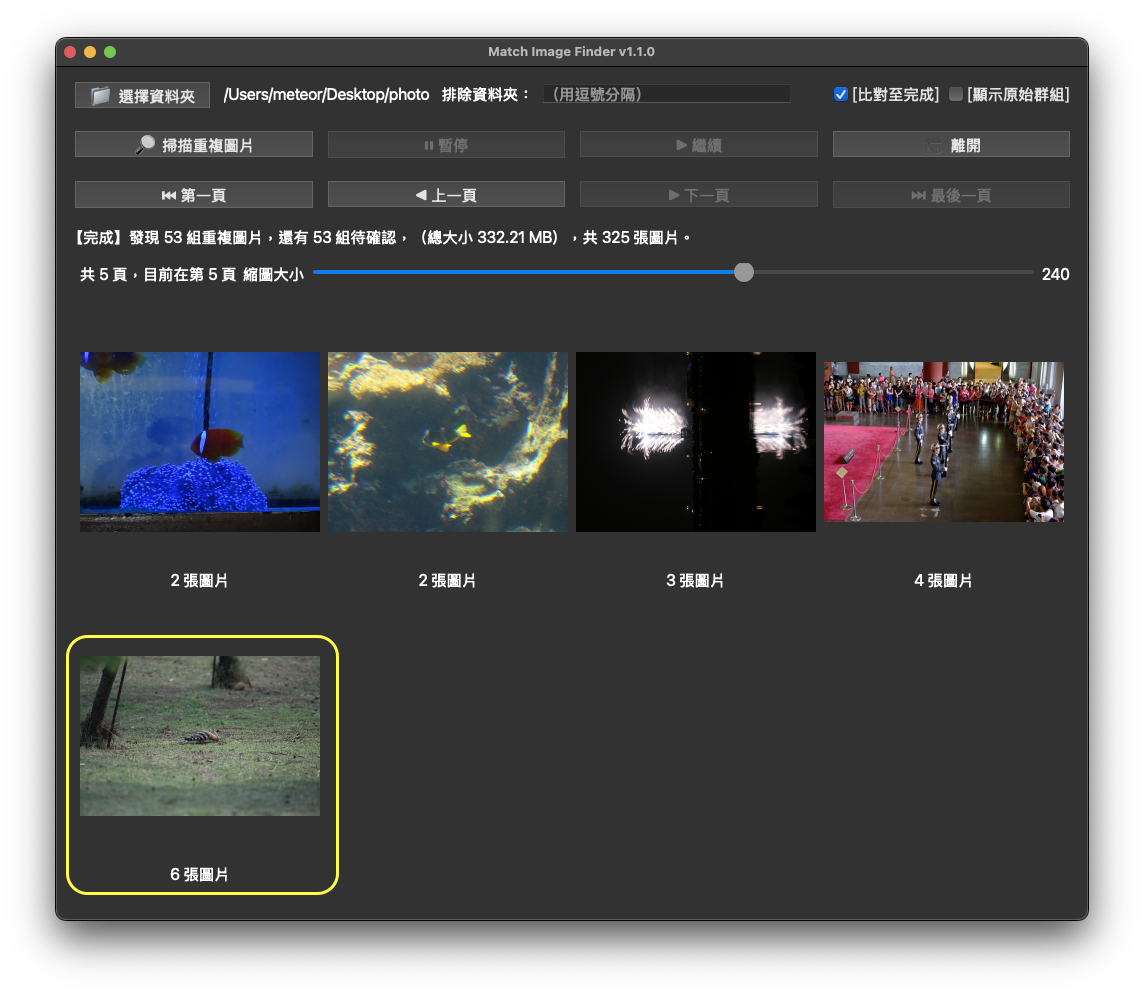 Match Image Finder v1.1.0
選擇資料夾 /Users/meteor/Desktop/photo 排除資料夾： （用逗號分隔） [比對至完成] [顯示原始群組]
掃描重複圖片 暫停 繼續 離開
第一頁 上一頁 下一頁 最後一頁
【完成】發現 53 組重複圖片，還有 53 組待確認，（總大小 332.21 MB），共 325 張圖片。
共 5 頁，目前在第 5 頁 縮圖大小 240
2 張圖片 2 張圖片 3 張圖片 4 張圖片
6 張圖片